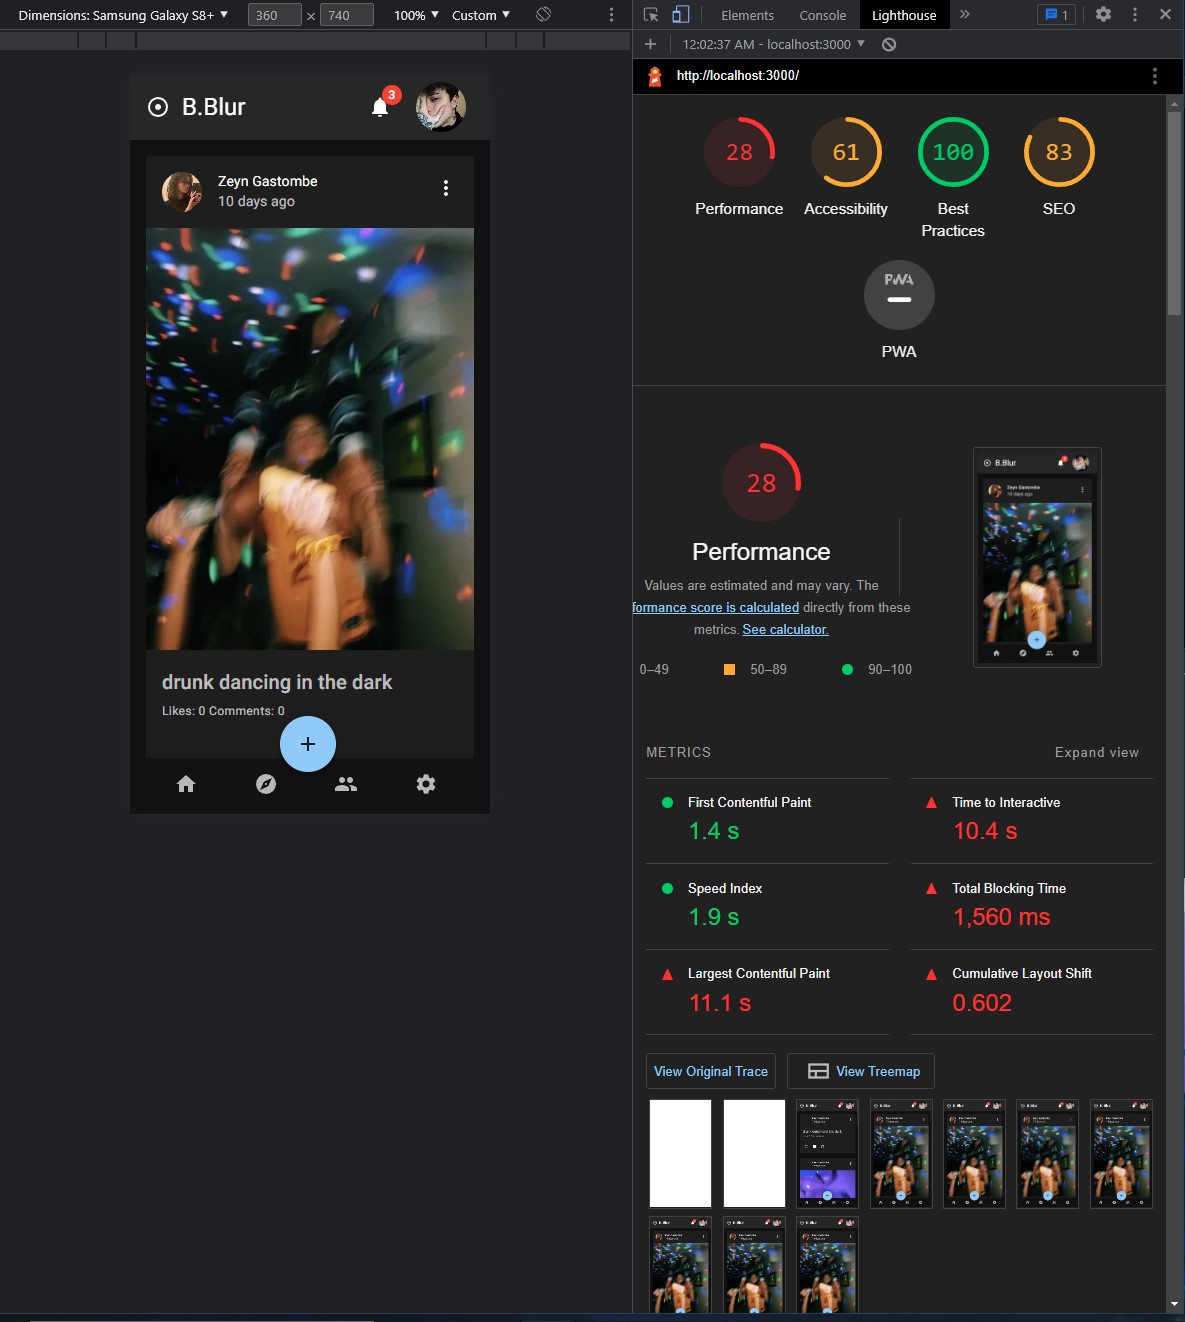 Dimensions: Samsung Galaxy S8+ ▼ 360 × 740 100% ▼ Custom ▼
Elements Console Lighthouse » 1
12:02:37 AM - localhost:3000 ▼
http://localhost:3000/
B.Blur
3
Zeyn Gastombe
10 days ago
drunk dancing in the dark
Likes: 0 Comments: 0
+
28
Performance
61
Accessibility
100
Best
Practices
83
SEO
PWA
PWA
28
Performance
Values are estimated and may vary. The
formance score is calculated directly from these
metrics. See calculator.
0–49 50–89 90–100
B.Blur
Zeyn Gastombe
10 days ago
METRICS
Expand view
First Contentful Paint
1.4 s
Time to Interactive
10.4 s
Speed Index
1.9 s
Total Blocking Time
1,560 ms
Largest Contentful Paint
11.1 s
Cumulative Layout Shift
0.602
View Original Trace
View Treemap